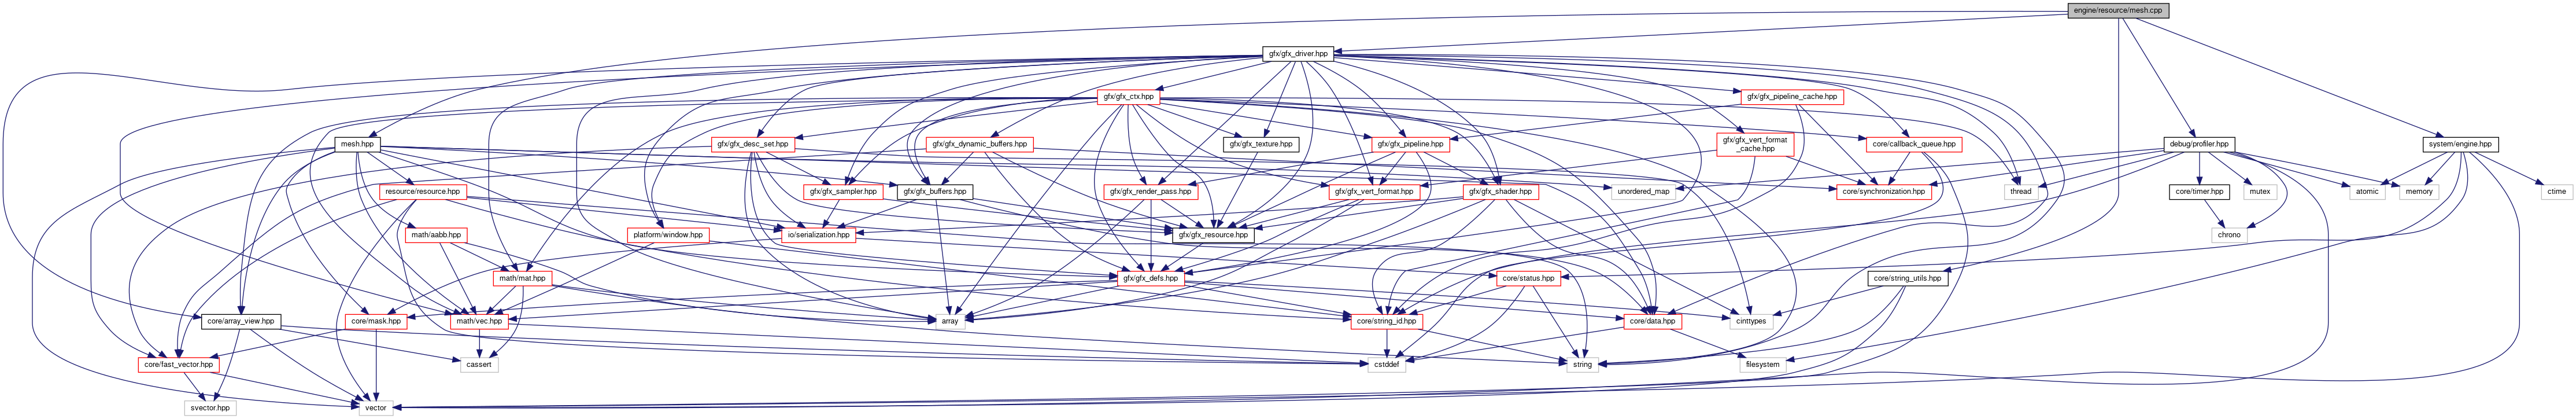 engine/resource/mesh.cpp
gfx/gfx_driver.hpp
gfx/gfx_ctx.hpp
gfx/gfx_pipeline_cache.hpp
mesh.hpp
gfx/gfx_desc_set.hpp
gfx/gfx_dynamic_buffers.hpp
gfx/gfx_texture.hpp
gfx/gfx_pipeline.hpp
gfx/gfx_vert_format
_cache.hpp
core/callback_queue.hpp
debug/profiler.hpp
system/engine.hpp
resource/resource.hpp
gfx/gfx_sampler.hpp
gfx/gfx_buffers.hpp
gfx/gfx_render_pass.hpp
gfx/gfx_vert_format.hpp
gfx/gfx_shader.hpp
unordered_map
core/synchronization.hpp
thread
core/timer.hpp
mutex
atomic
memory
ctime
math/aabb.hpp
platform/window.hpp
io/serialization.hpp
gfx/gfx_resource.hpp
chrono
math/mat.hpp
gfx/gfx_defs.hpp
core/status.hpp
core/string_utils.hpp
core/array_view.hpp
core/mask.hpp
math/vec.hpp
array
core/string_id.hpp
core/data.hpp
cinttypes
core/fast_vector.hpp
cassert
cstddef
string
filesystem
svector.hpp
vector